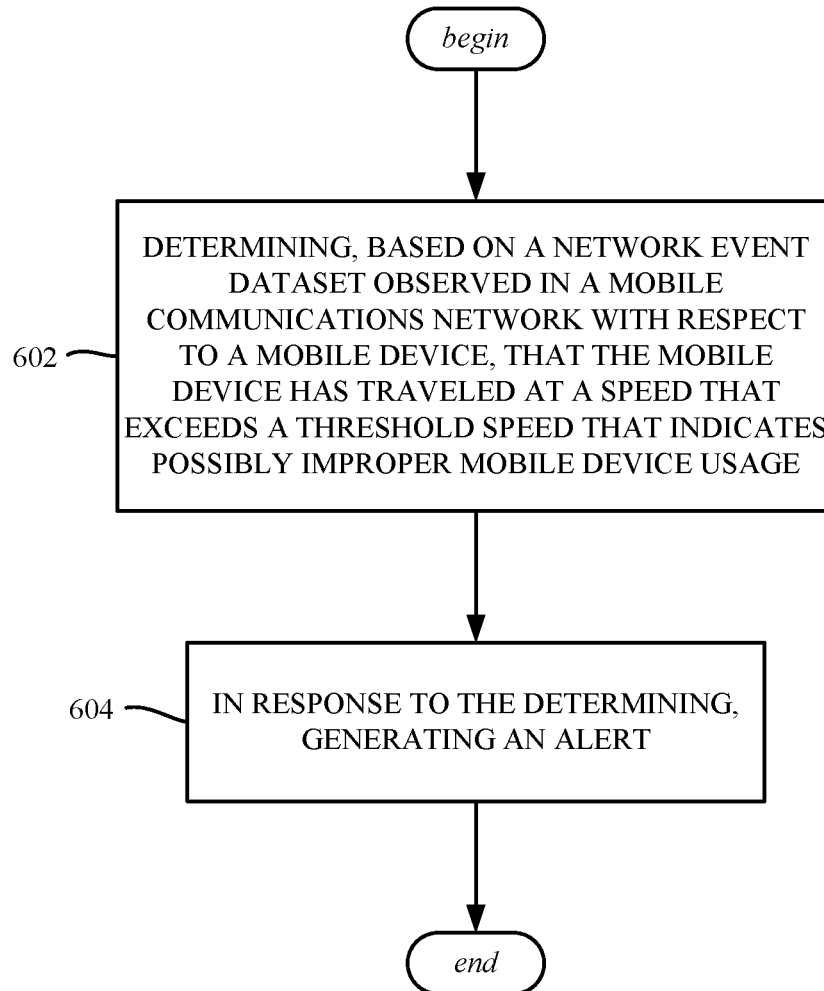 begin
DETERMINING, BASED ON A NETWORK EVENT
DATASET OBSERVED IN A MOBILE
COMMUNICATIONS NETWORK WITH RESPECT
TO A MOBILE DEVICE, THAT THE MOBILE
DEVICE HAS TRAVELED AT A SPEED THAT
EXCEEDS A THRESHOLD SPEED THAT INDICATES
POSSIBLY IMPROPER MOBILE DEVICE USAGE
602
IN RESPONSE TO THE DETERMINING,
GENERATING AN ALERT
604
end